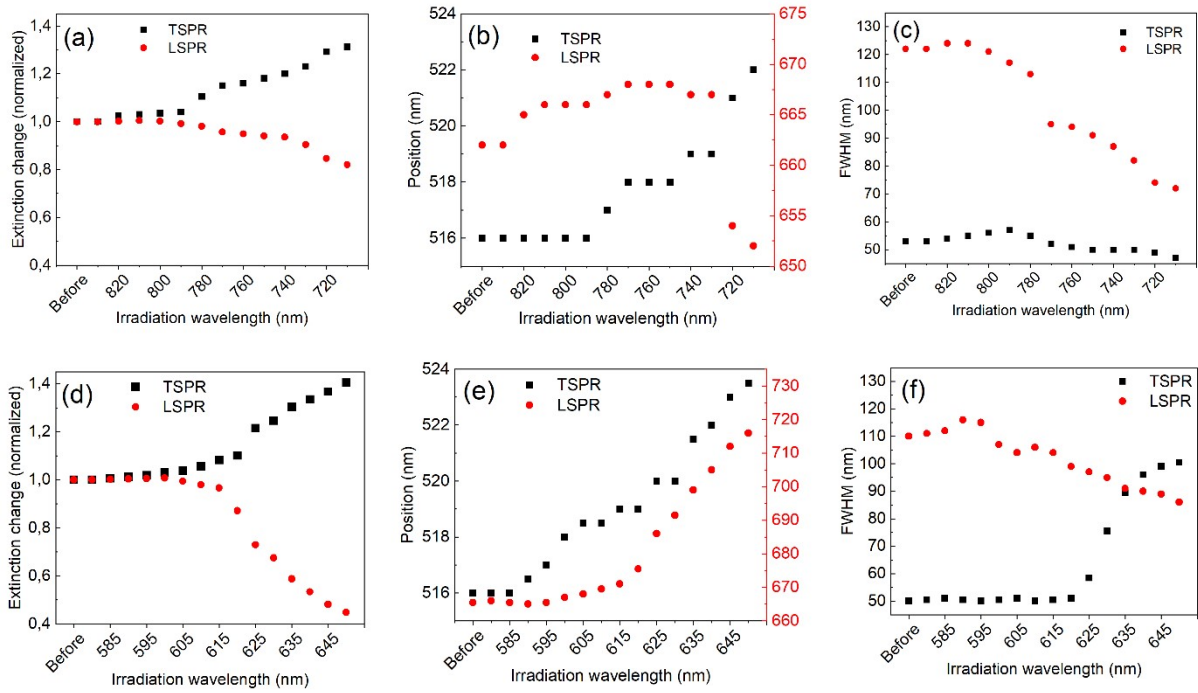 (a)
TSPR
LSPR
Extinction change (normalized)
1,4
1,2
1,0
0,8
0,6
0,4
Before
820
800
780
760
740
720
Irradiation wavelength (nm)
(b)
TSPR
LSPR
Position (nm)
524
522
520
518
516
675
670
665
660
655
650
Before
820
800
780
760
740
720
Irradiation wavelength (nm)
(c)
TSPR
LSPR
FWHM (nm)
130
120
110
100
90
80
70
60
50
Before
820
800
780
760
740
720
Irradiation wavelength (nm)
(d)
TSPR
LSPR
Extinction change (normalized)
1,4
1,2
1,0
0,8
0,6
0,4
Before
585
595
605
615
625
635
645
Irradiation wavelength (nm)
(e)
TSPR
LSPR
Position (nm)
524
522
520
518
516
730
720
710
700
690
680
670
660
Before
585
595
605
615
625
635
645
Irradiation wavelength (nm)
(f)
TSPR
LSPR
FWHM (nm)
130
120
110
100
90
80
70
60
50
Before
585
595
605
615
625
635
645
Irradiation wavelength (nm)